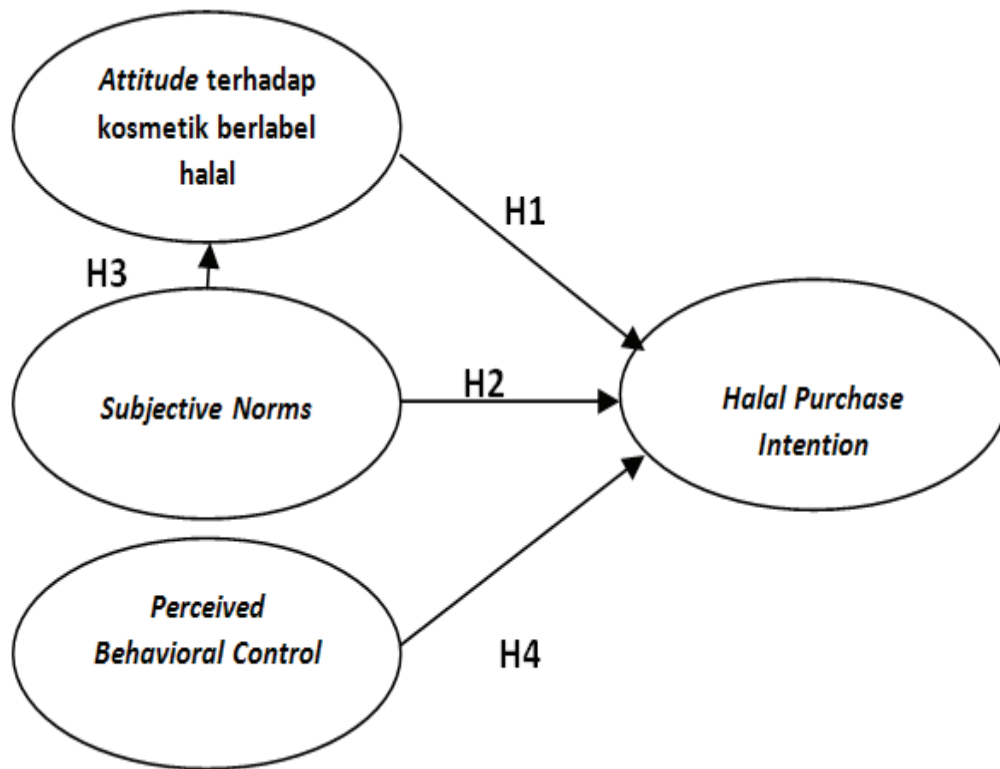 Attitude terhadap
kosmetik berlabel
halal
H1
H3
Subjective Norms
H2
Halal Purchase
Intention
Perceived
Behavioral Control
H4